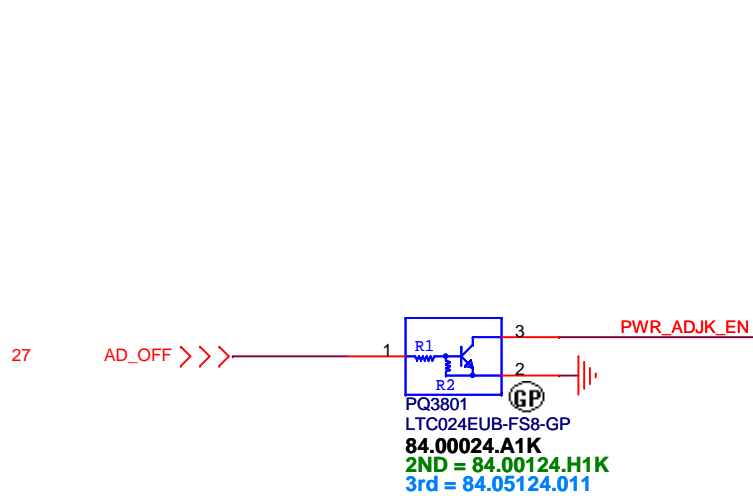 3
PWR_ADJK_EN
27
AD_OFF
1
R1
2
R2
GP
PQ3801
LTC024EUB-FS8-GP
84.00024.A1K
2ND = 84.00124.H1K
3rd = 84.05124.011